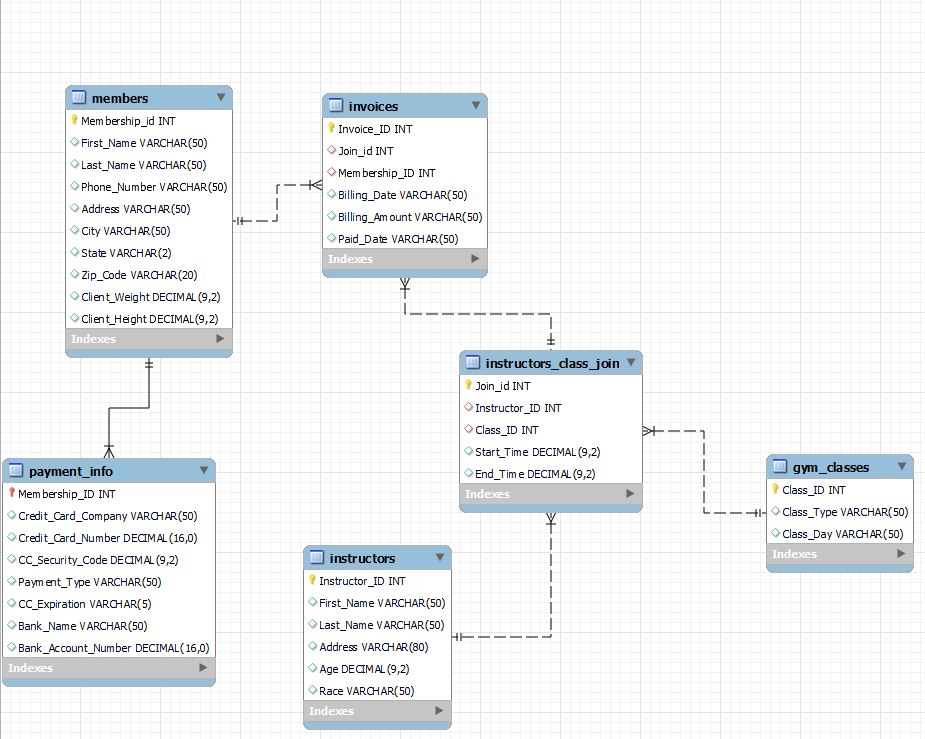 members
Membership_id INT
First_Name VARCHAR(50)
Last_Name VARCHAR(50)
Phone_Number VARCHAR(50)
Address VARCHAR(50)
City VARCHAR(50)
State VARCHAR(2)
Zip_Code VARCHAR(20)
Client_Weight DECIMAL(9,2)
Client_Height DECIMAL(9,2)
Indexes
invoices
Invoice_ID INT
Join_id INT
Membership_ID INT
Billing_Date VARCHAR(50)
Billing_Amount VARCHAR(50)
Paid_Date VARCHAR(50)
Indexes
instructors_class_join
Join_id INT
Instructor_ID INT
Class_ID INT
Start_Time DECIMAL(9,2)
End_Time DECIMAL(9,2)
Indexes
gym_classes
Class_ID INT
Class_Type VARCHAR(50)
Class_Day VARCHAR(50)
Indexes
payment_info
Membership_ID INT
Credit_Card_Company VARCHAR(50)
Credit_Card_Number DECIMAL(16,0)
CC_Security_Code DECIMAL(9,2)
Payment_Type VARCHAR(50)
CC_Expiration VARCHAR(5)
Bank_Name VARCHAR(50)
Bank_Account_Number DECIMAL(16,0)
Indexes
instructors
Instructor_ID INT
First_Name VARCHAR(50)
Last_Name VARCHAR(50)
Address VARCHAR(80)
Age DECIMAL(9,2)
Race VARCHAR(50)
Indexes